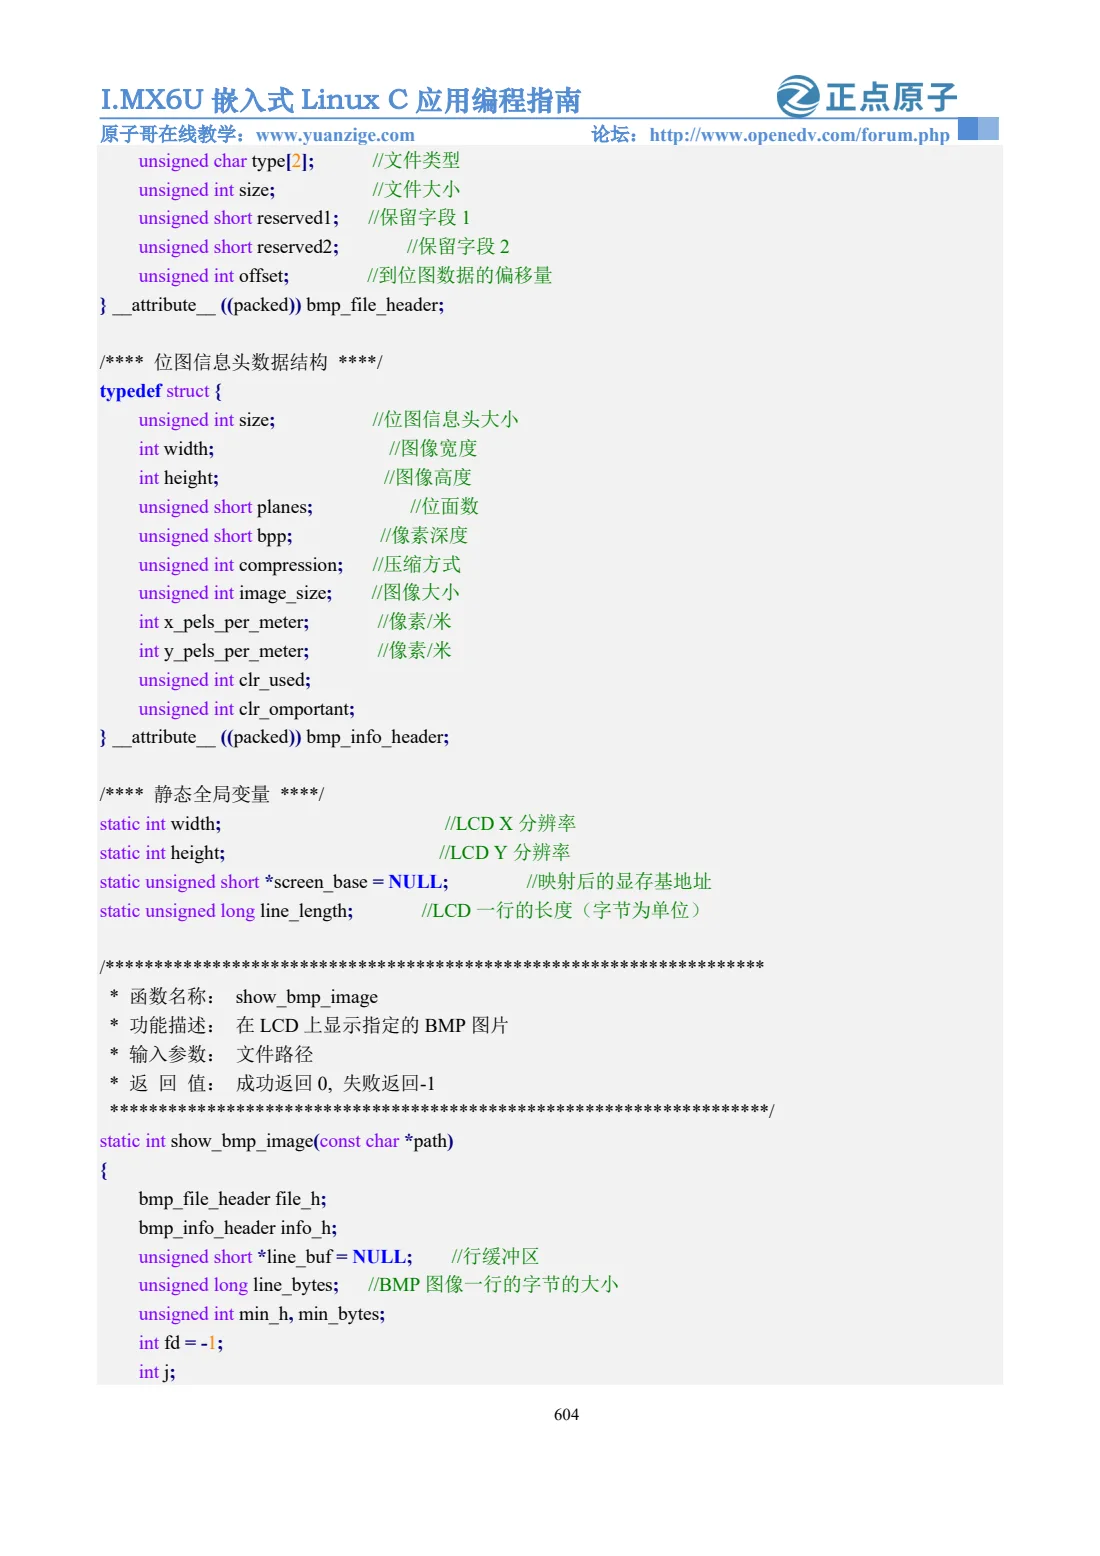 I.MX6U 嵌入式 Linux C 应用编程指南
正点原子
原子哥在线教学：www.yuanzige.com 论坛：http://www.openedv.com/forum.php
unsigned char type[2]; //文件类型
unsigned int size; //文件大小
unsigned short reserved1; //保留字段 1
unsigned short reserved2; //保留字段 2
unsigned int offset; //到位图数据的偏移量
} __attribute__ ((packed)) bmp_file_header;
/**** 位图信息头数据结构 ****/
typedef struct {
unsigned int size; //位图信息头大小
int width; //图像宽度
int height; //图像高度
unsigned short planes; //位面数
unsigned short bpp; //像素深度
unsigned int compression; //压缩方式
unsigned int image_size; //图像大小
int x_pels_per_meter; //像素/米
int y_pels_per_meter; //像素/米
unsigned int clr_used;
unsigned int clr_omportant;
} __attribute__ ((packed)) bmp_info_header;
/**** 静态全局变量 ****/
static int width; //LCD X 分辨率
static int height; //LCD Y 分辨率
static unsigned short *screen_base = NULL; //映射后的显存基地址
static unsigned long line_length; //LCD 一行的长度（字节为单位）
/********************************************************************
* 函数名称： show_bmp_image
* 功能描述： 在 LCD 上显示指定的 BMP 图片
* 输入参数： 文件路径
* 返 回 值： 成功返回 0, 失败返回-1
********************************************************************/
static int show_bmp_image(const char *path)
{
bmp_file_header file_h;
bmp_info_header info_h;
unsigned short *line_buf = NULL; //行缓冲区
unsigned long line_bytes; //BMP 图像一行的字节的大小
unsigned int min_h, min_bytes;
int fd = -1;
int j;
604